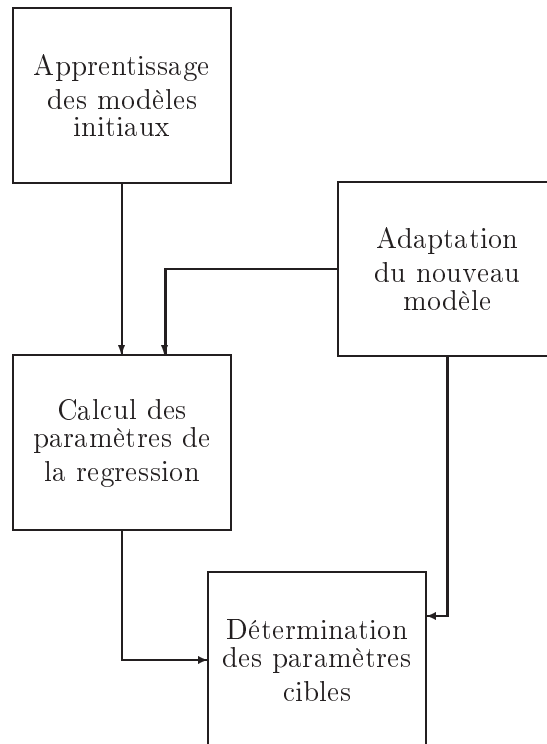 Apprentissage
des modèles
initiaux
Adaptation
du nouveau
modèle
Calcul des
paramètres de
la regression
Détermination
des paramètres
cibles